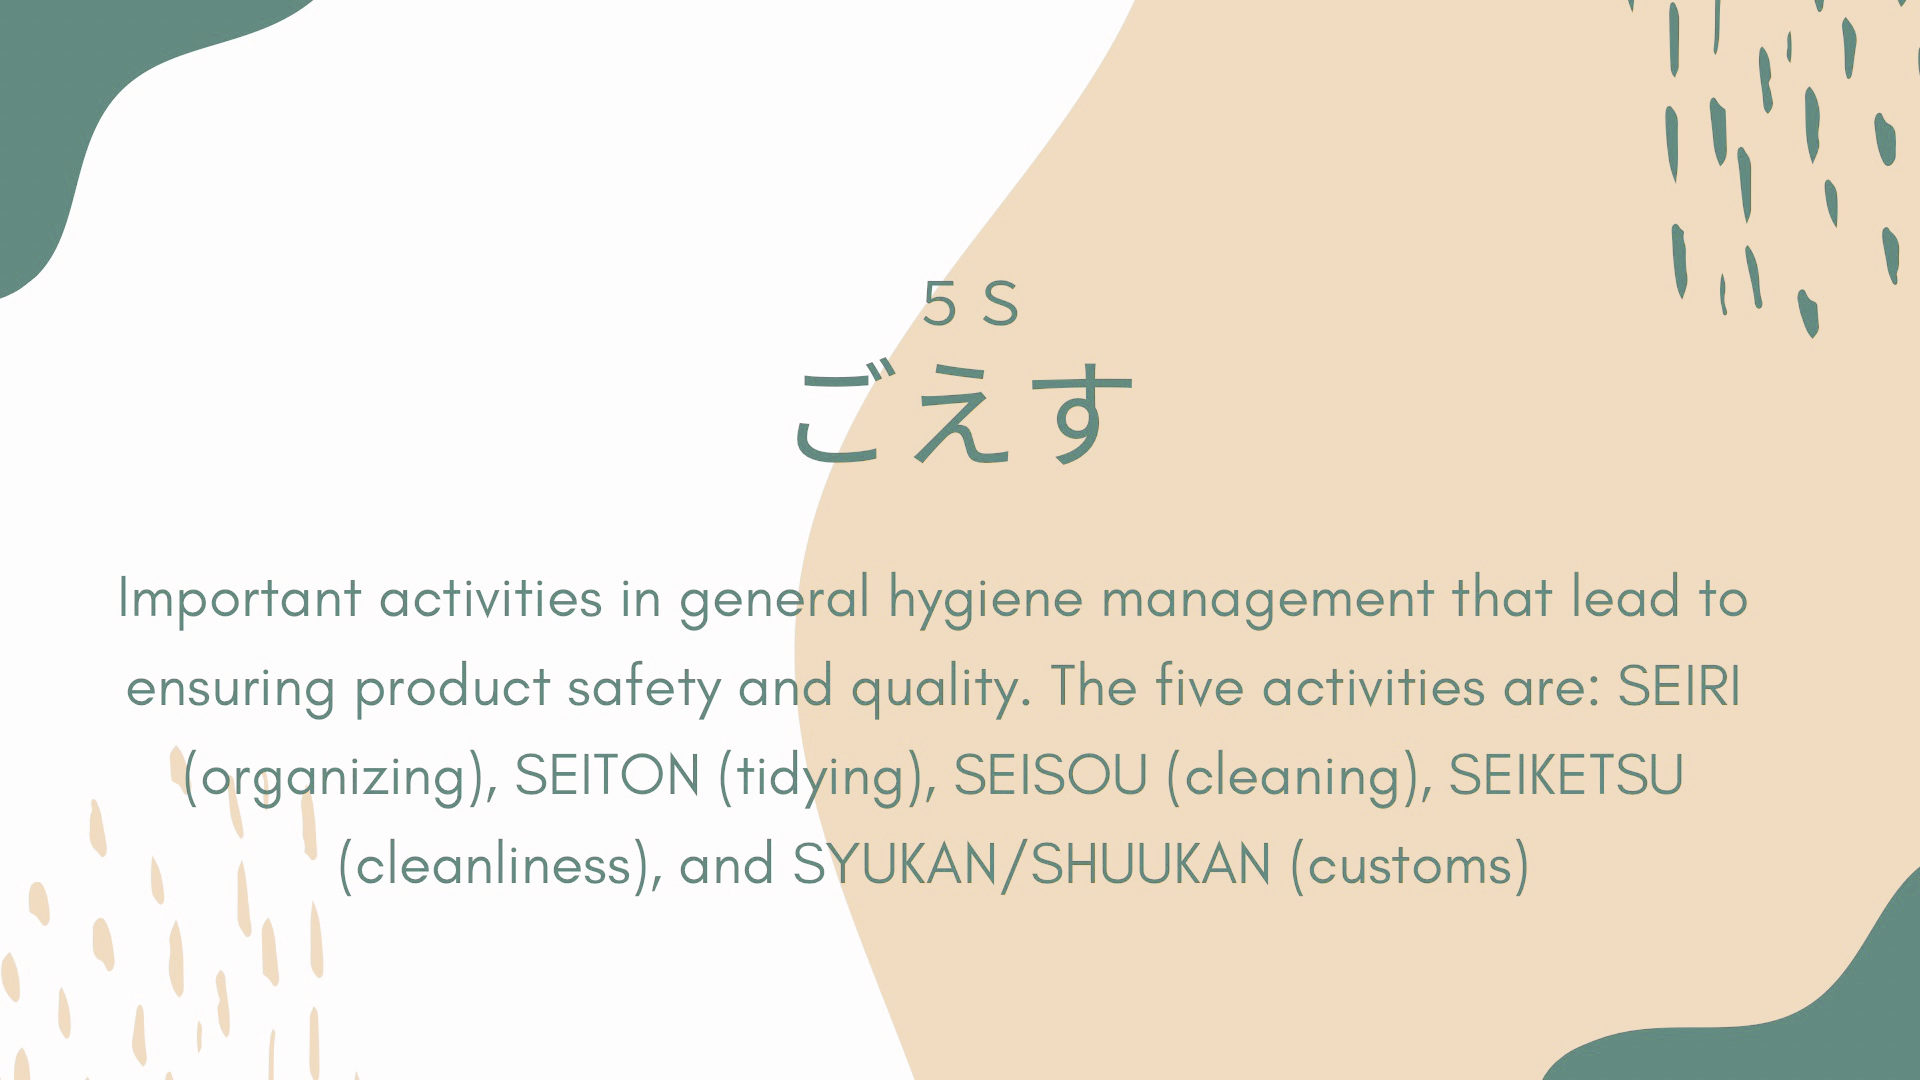 5 S
ごえす
Important activities in general hygiene management that lead to
ensuring product safety and quality. The five activities are: SEIRI
(organizing), SEITON (tidying), SEISOU (cleaning), SEIKETSU
(cleanliness), and SYUKAN/SHUUKAN (customs)